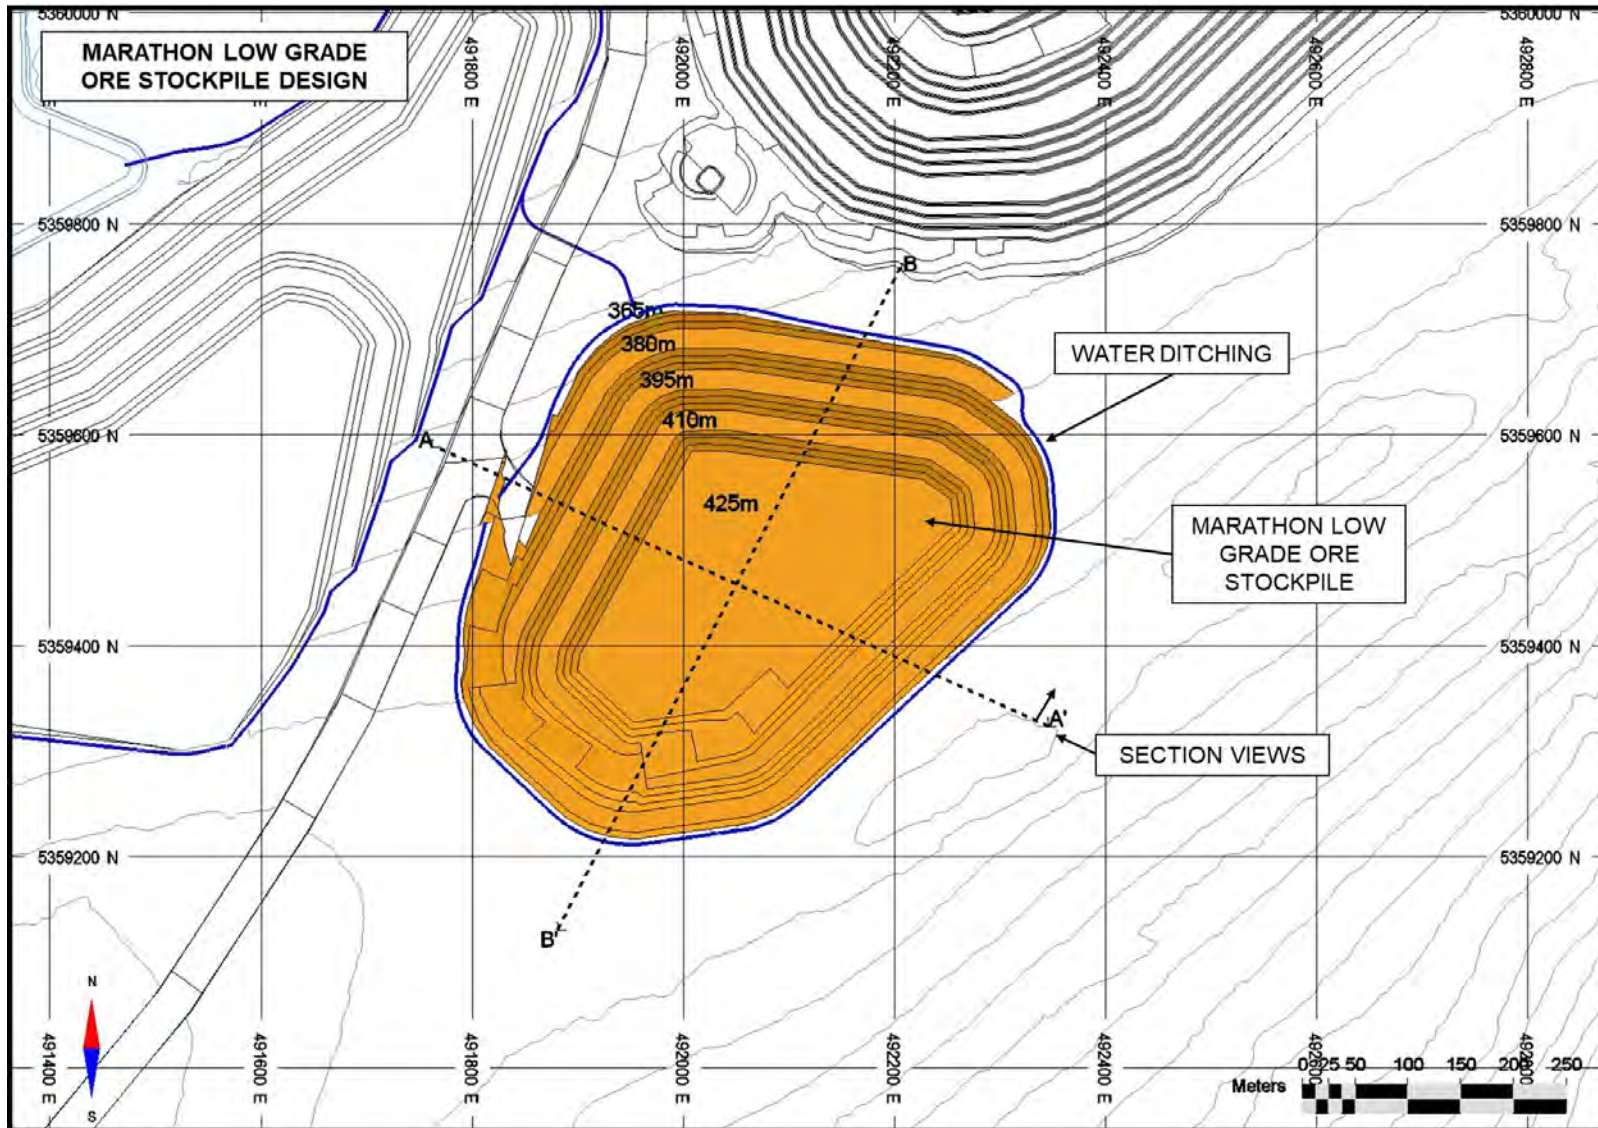 5360000 N
5360000 N
MARATHON LOW GRADE
ORE STOCKPILE DESIGN
491800 E
492000 E
492200 E
492400 E
492600 E
492800 E
5359800 N
5359800 N
B
365m
380m
395m
410m
425m
WATER DITCHING
5359600 N
5359600 N
A
MARATHON LOW
GRADE ORE
STOCKPILE
5359400 N
5359400 N
A'
SECTION VIEWS
5359200 N
5359200 N
B'
N
S
491400 E
491600 E
491800 E
492000 E
492200 E
492400 E
Meters
0 25 50 100 150 200 250